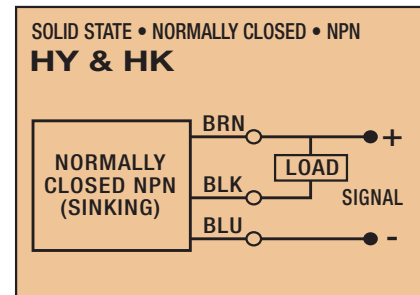 SOLID STATE • NORMALLY CLOSED • NPN
HY & HK
BRN
+
NORMALLY
CLOSED NPN
(SINKING)
LOAD
BLK
SIGNAL
BLU
-